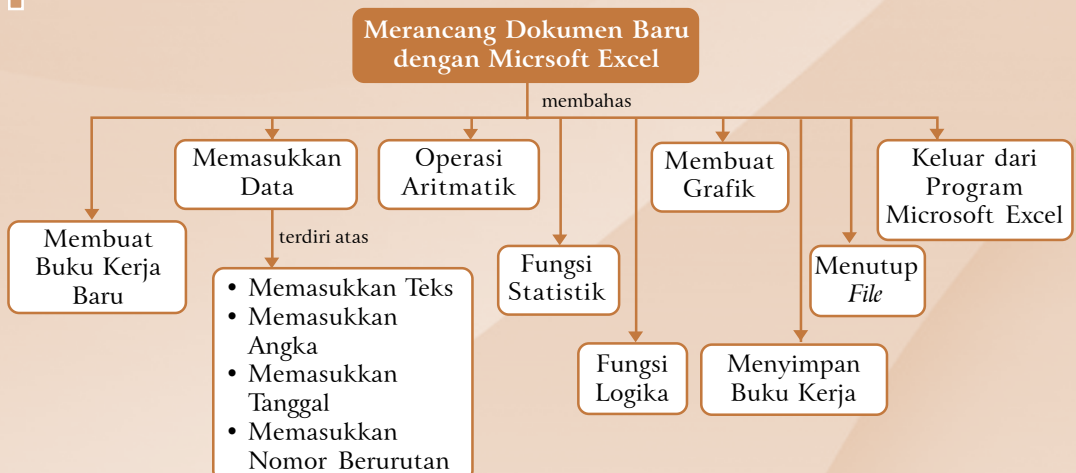 Merancang Dokumen Baru
dengan Micrsoft Excel
membahas
Membuat
Buku Kerja
Baru
Memasukkan
Data
terdiri atas
• Memasukkan Teks
• Memasukkan
Angka
• Memasukkan
Tanggal
• Memasukkan
Nomor Berurutan
Operasi
Aritmatik
Fungsi
Statistik
Fungsi
Logika
Membuat
Grafik
Menyimpan
Buku Kerja
Menutup
File
Keluar dari
Program
Microsoft Excel